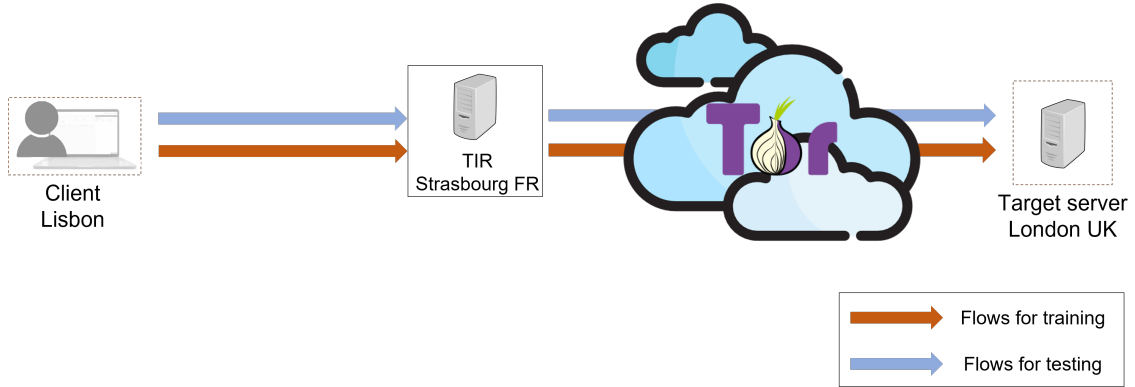 Client
Lisbon
TIR
Strasbourg FR
Tor
Target server
London UK
Flows for training
Flows for testing